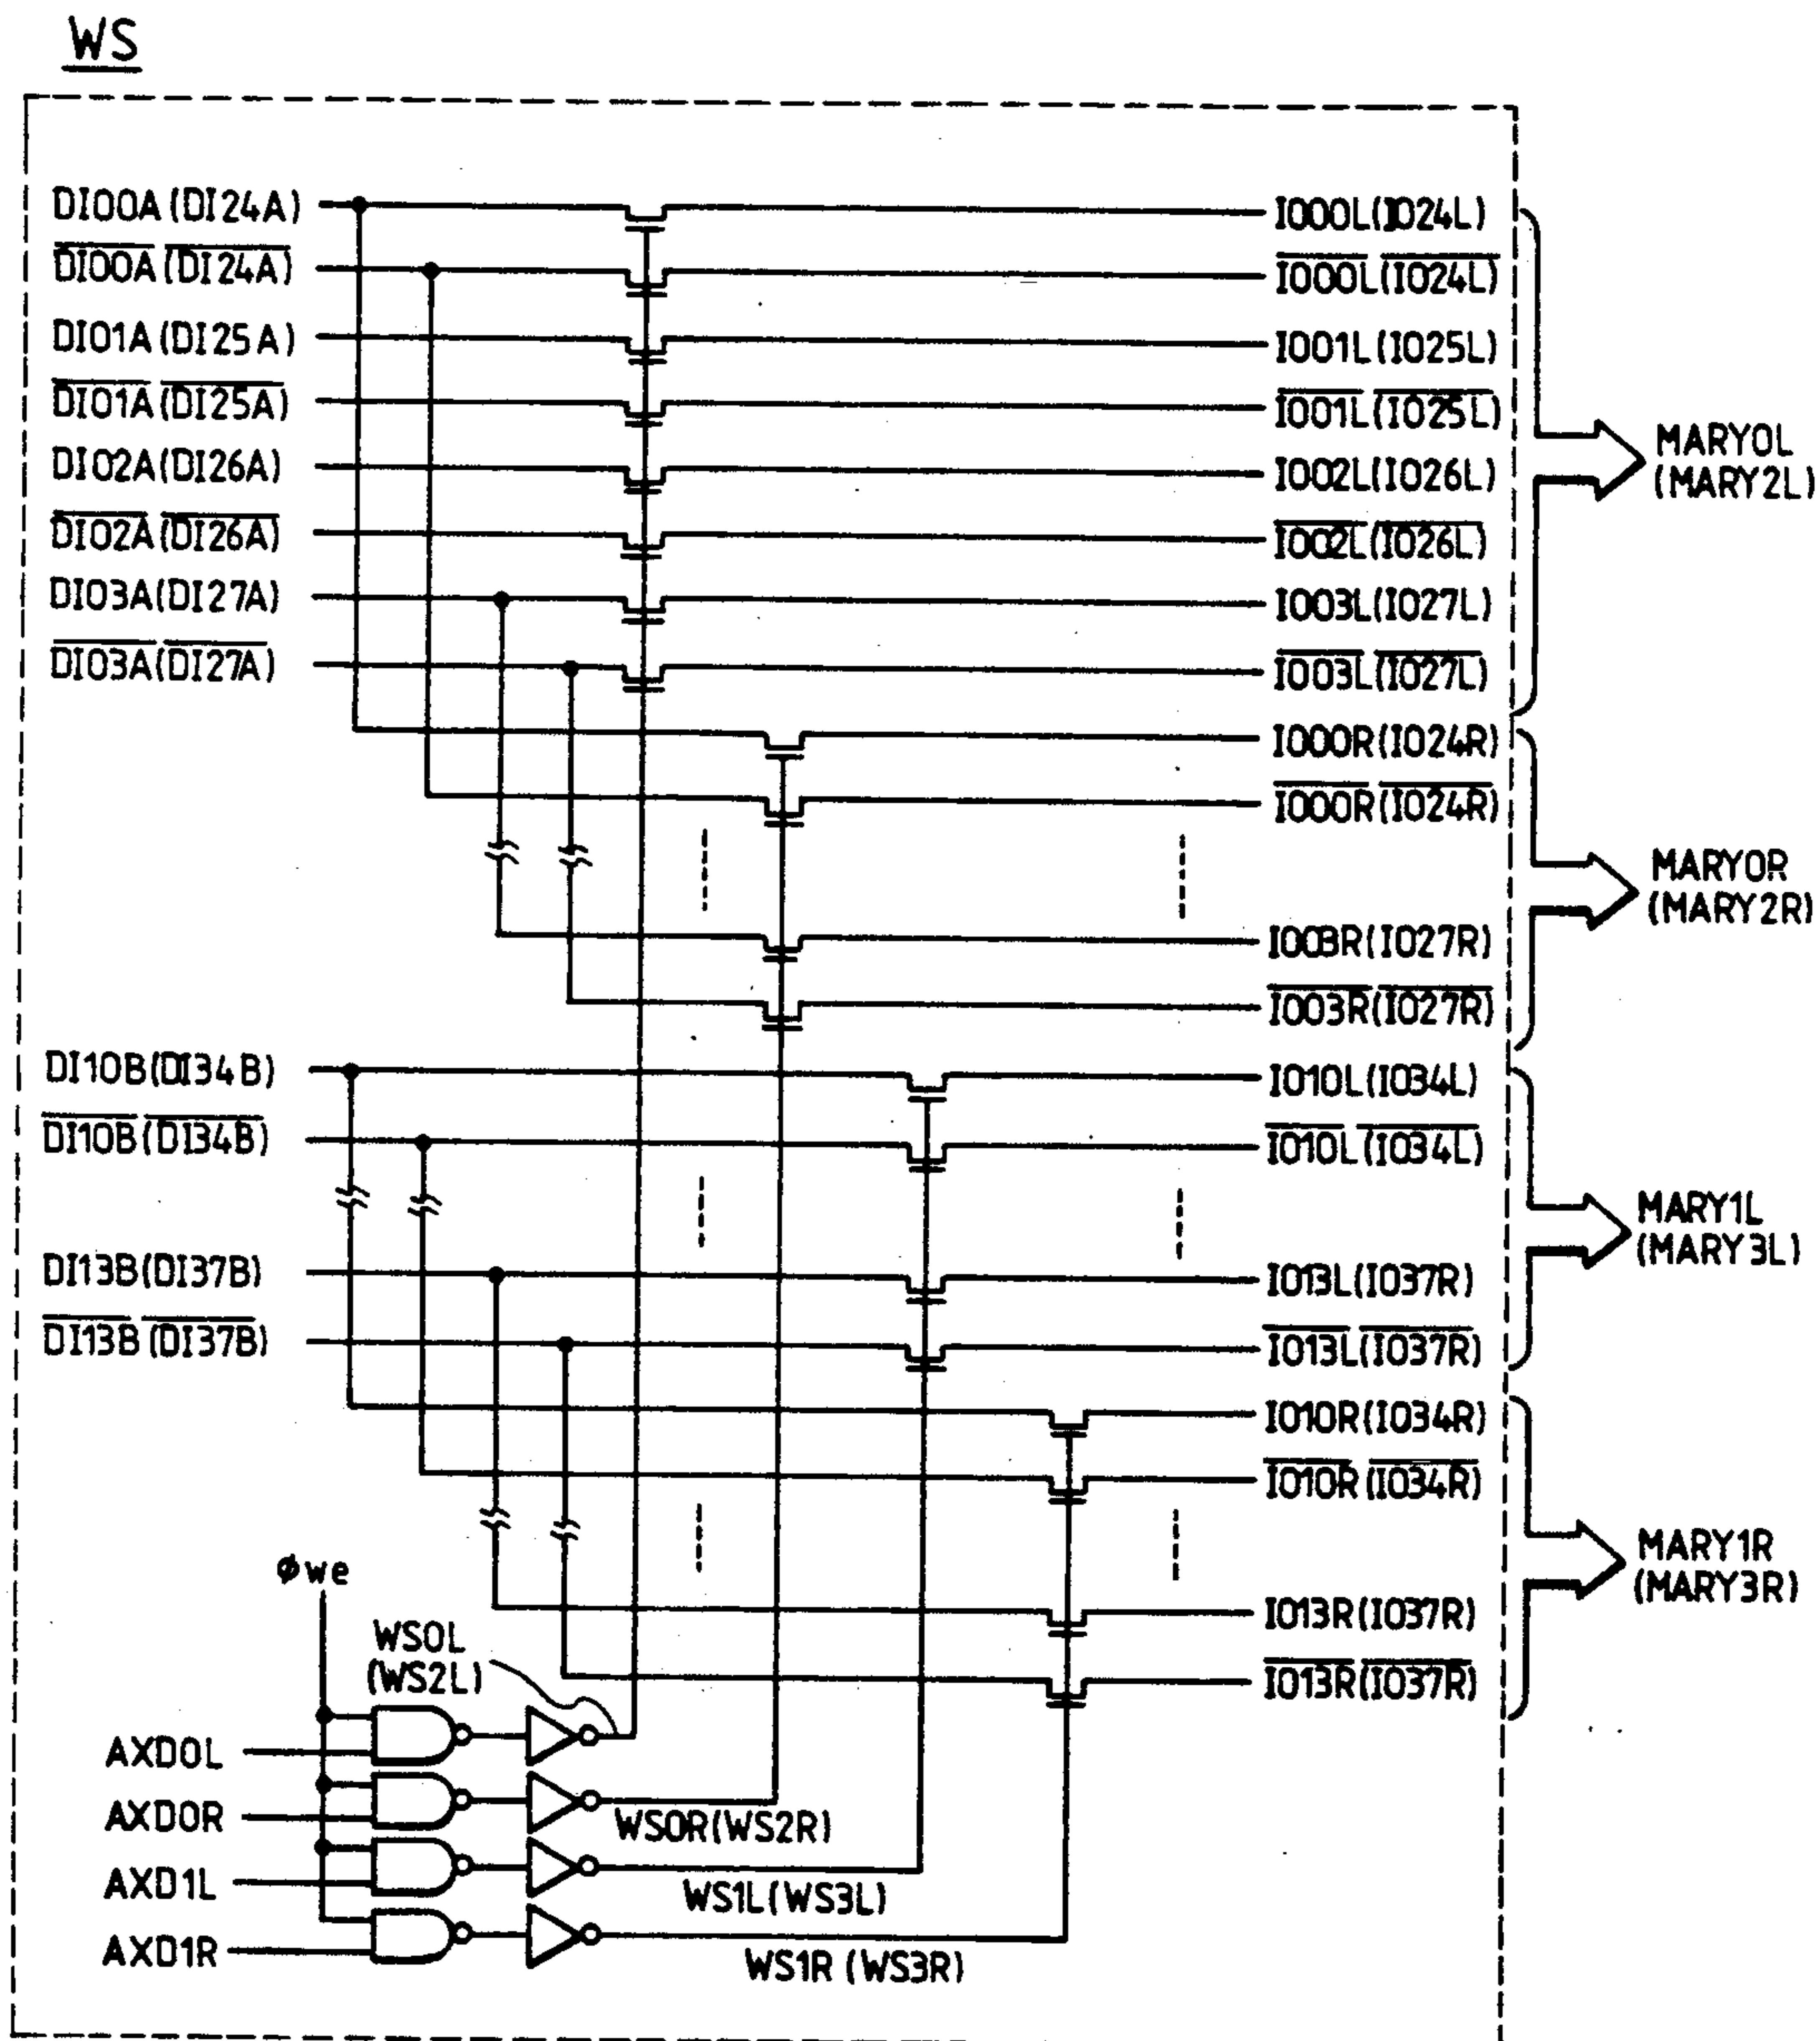 WS
DI00A(DI24A)
DI00A(DI24A)
DI01A(DI25A)
DI01A(DI25A)
DI02A(DI26A)
DI02A(DI26A)
DI03A(DI27A)
DI03A(DI27A)
IO00L(IO24L)
IO00L(IO24L)
IO01L(IO25L)
IO01L(IO25L)
IO02L(IO26L)
IO02L(IO26L)
IO03L(IO27L)
IO03L(IO27L)
MARY0L
(MARY2L)
IO00R(IO24R)
IO00R(IO24R)
IO03R(IO27R)
IO03R(IO27R)
MARY0R
(MARY2R)
DI10B(DI34B)
DI10B(DI34B)
DI13B(DI37B)
DI13B(DI37B)
IO10L(IO34L)
IO10L(IO34L)
IO13L(IO37R)
IO13L(IO37R)
MARY1L
(MARY3L)
IO10R(IO34R)
IO10R(IO34R)
IO13R(IO37R)
IO13R(IO37R)
MARY1R
(MARY3R)
φwe
WS0L
(WS2L)
AXD0L
AXD0R
WS0R(WS2R)
AXD1L
WS1L(WS3L)
AXD1R
WS1R (WS3R)